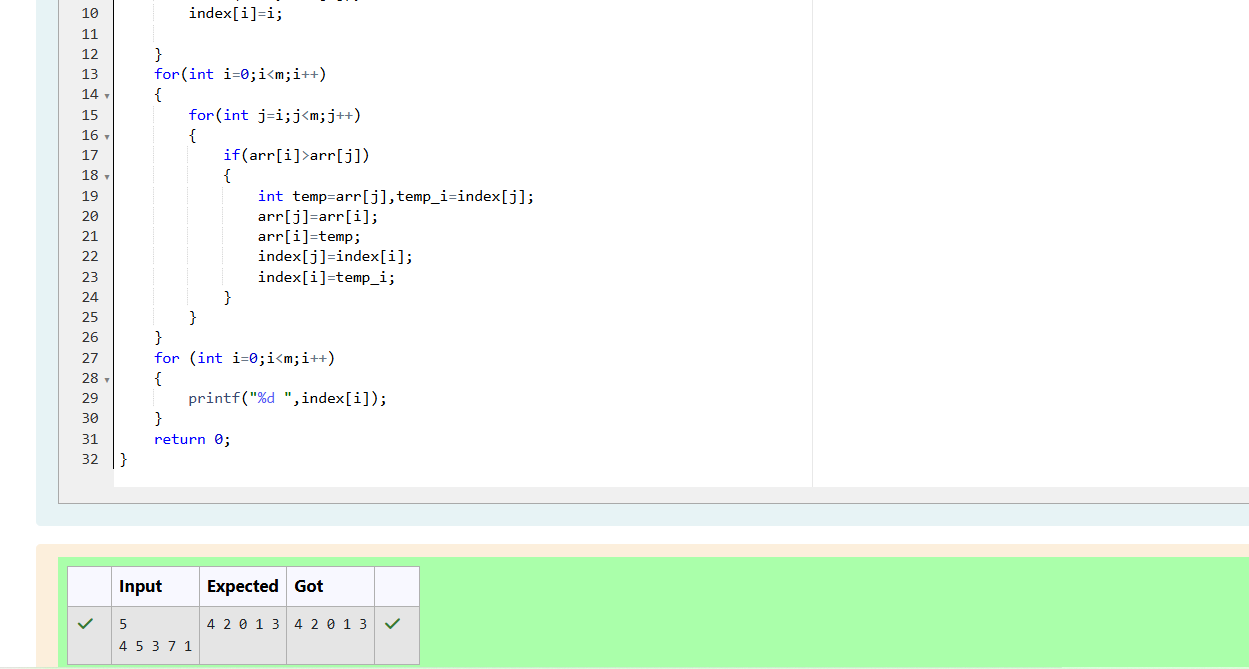 10 index[i]=i;
11
12 }
13 for(int i=0;i<m;i++)
14 {
15 for(int j=i;j<m;j++)
16 {
17 if(arr[i]>arr[j])
18 {
19 int temp=arr[j],temp_i=index[j];
20 arr[j]=arr[i];
21 arr[i]=temp;
22 index[j]=index[i];
23 index[i]=temp_i;
24 }
25 }
26 }
27 for (int i=0;i<m;i++)
28 {
29 printf("%d ",index[i]);
30 }
31 return 0;
32 }
Input Expected Got
5 4 2 0 1 3 4 2 0 1 3
4 5 3 7 1